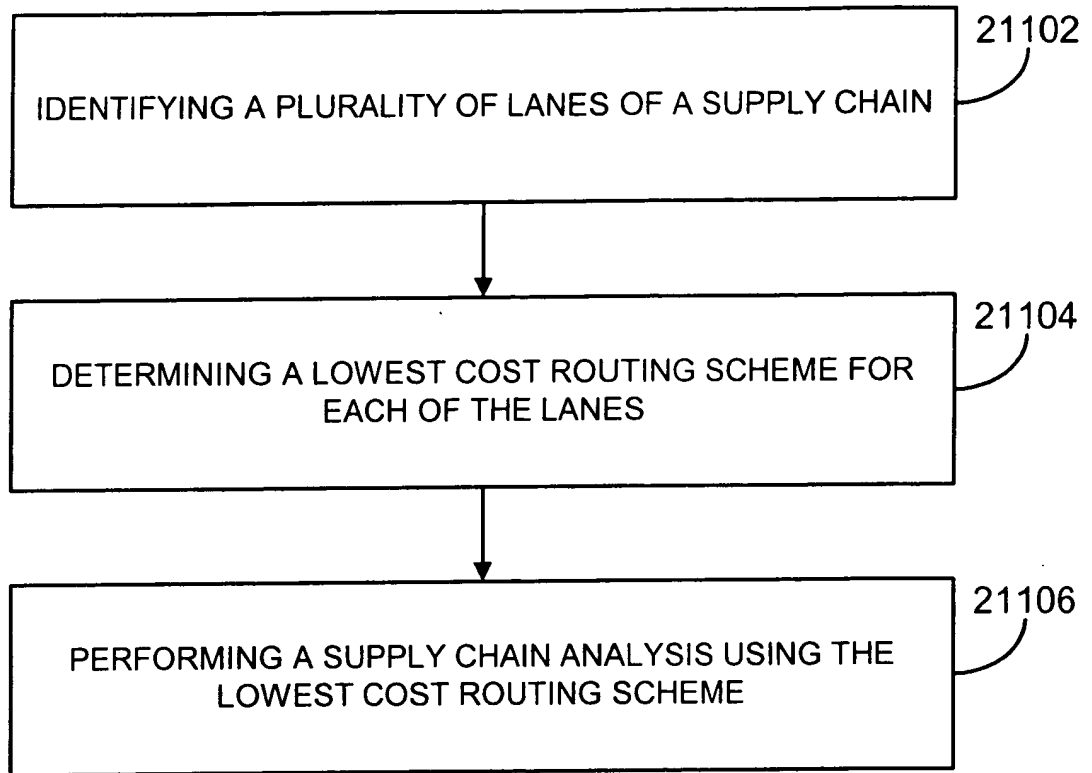 21102
IDENTIFYING A PLURALITY OF LANES OF A SUPPLY CHAIN
21104
DETERMINING A LOWEST COST ROUTING SCHEME FOR
EACH OF THE LANES
21106
PERFORMING A SUPPLY CHAIN ANALYSIS USING THE
LOWEST COST ROUTING SCHEME